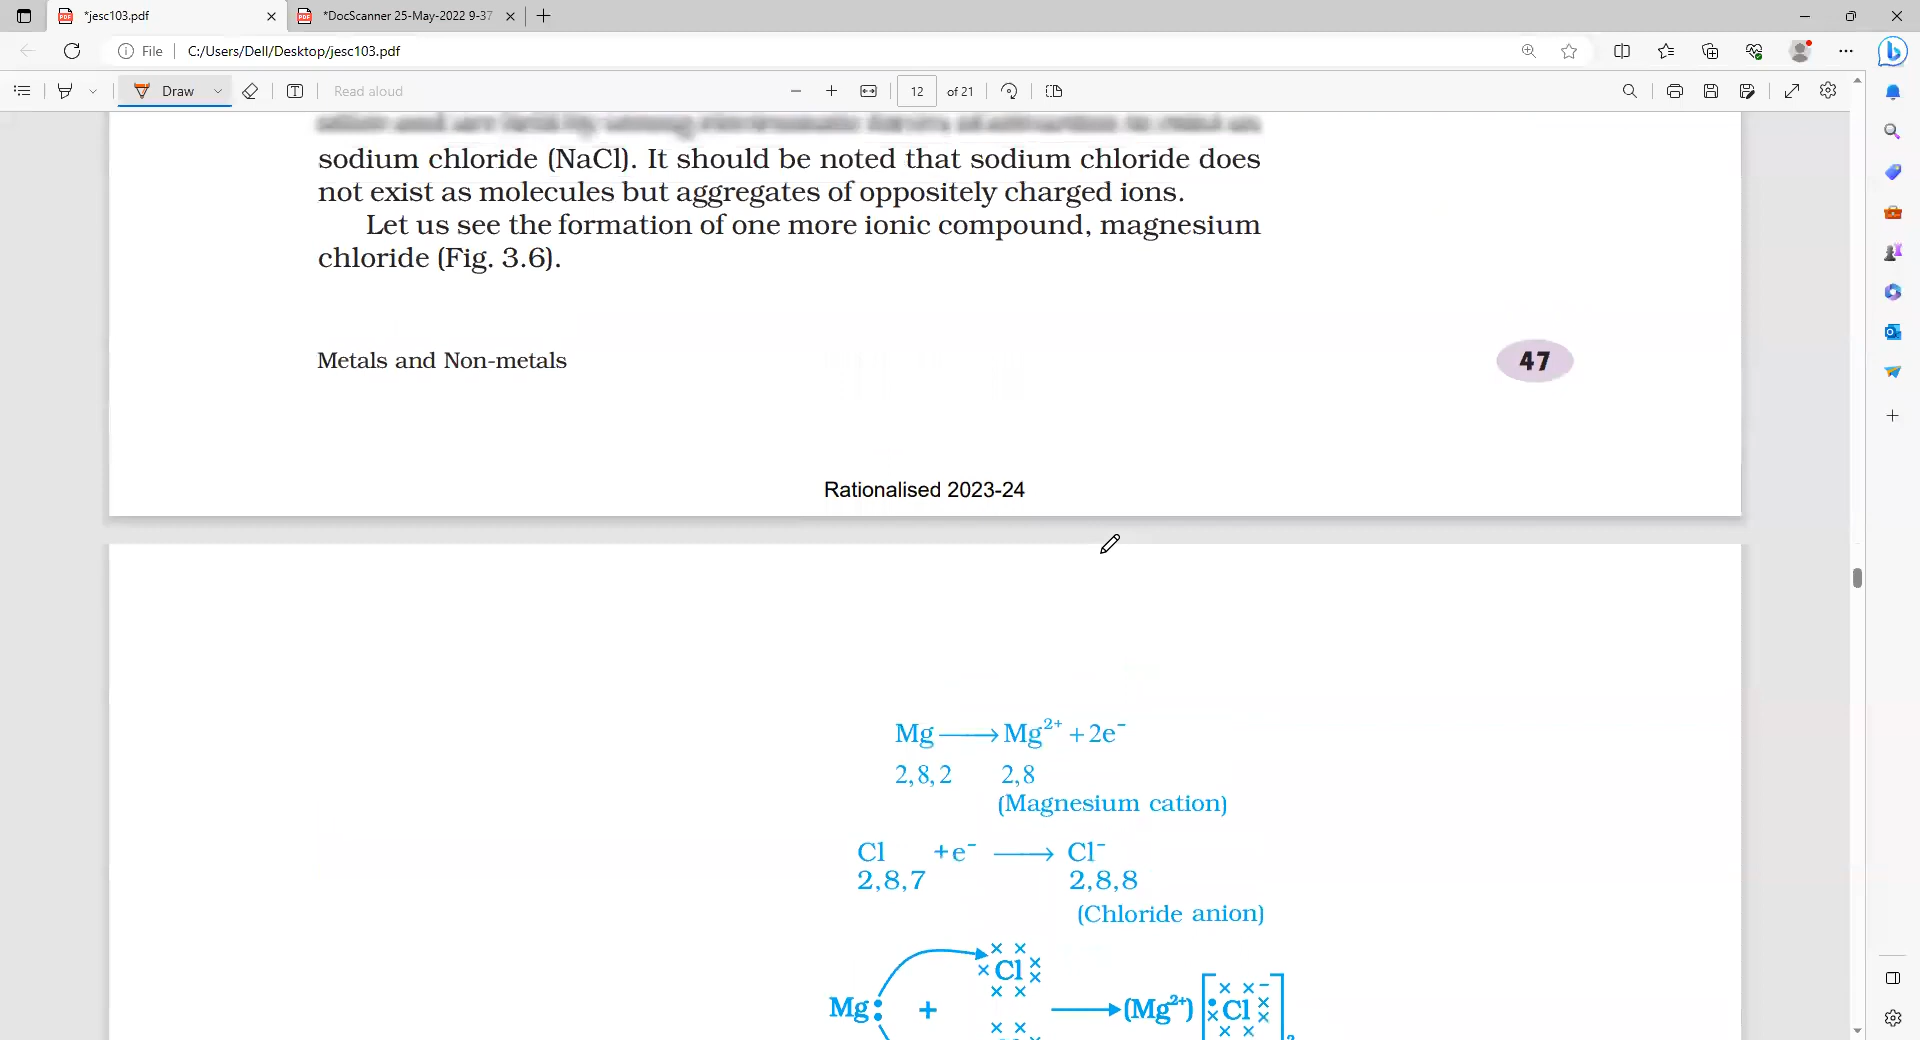 *jesc103.pdf
*DocScanner 25-May-2022 9-37
File
C:/Users/Dell/Desktop/jesc103.pdf
Draw
Read aloud
12
of 21
sodium chloride (NaCl). It should be noted that sodium chloride does
not exist as molecules but aggregates of oppositely charged ions.
Let us see the formation of one more ionic compound, magnesium
chloride (Fig. 3.6).
Metals and Non-metals
47
Rationalised 2023-24
Mg ⟶ Mg²⁺ + 2e⁻
2,8,2 2,8
(Magnesium cation)
Cl +e⁻ ⟶ Cl⁻
2,8,7 2,8,8
(Chloride anion)
Cl
Mg: + ⟶ (Mg²⁺) [Cl⁻]